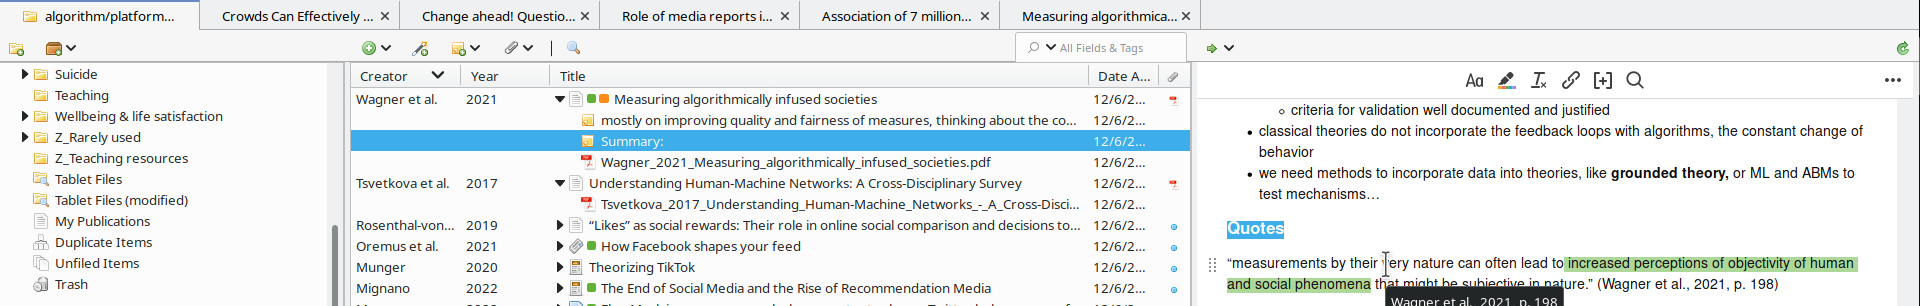 algorithm/platform...
Crowds Can Effectively ...
Change ahead! Questio...
Role of media reports i...
Association of 7 million...
Measuring algorithmica...
All Fields & Tags
Suicide
Teaching
Wellbeing & life satisfaction
Z_Rarely used
Z_Teaching resources
Tablet Files
Tablet Files (modified)
My Publications
Duplicate Items
Unfiled Items
Trash
Creator Year Title Date A...
Wagner et al. 2021 Measuring algorithmically infused societies 12/6/2...
mostly on improving quality and fairness of measures, thinking about the co... 12/6/2...
Summary: 12/6/2...
Wagner_2021_Measuring_algorithmically_infused_societies.pdf 12/6/2...
Tsvetkova et al. 2017 Understanding Human-Machine Networks: A Cross-Disciplinary Survey 12/6/2...
Tsvetkova_2017_Understanding_Human-Machine_Networks_-_A_Cross-Disci... 12/6/2...
Rosenthal-von... 2019 “Likes” as social rewards: Their role in online social comparison and decisions to... 12/6/2...
Oremus et al. 2021 How Facebook shapes your feed 12/6/2...
Munger 2020 Theorizing TikTok 12/6/2...
Mignano 2022 The End of Social Media and the Rise of Recommendation Media 12/6/2...
Aa
criteria for validation well documented and justified
classical theories do not incorporate the feedback loops with algorithms, the constant change of
behavior
we need methods to incorporate data into theories, like grounded theory, or ML and ABMs to
test mechanisms…
Quotes
“measurements by their very nature can often lead to increased perceptions of objectivity of human
and social phenomena that might be subjective in nature.” (Wagner et al., 2021, p. 198)
Wagner et al., 2021, p. 198